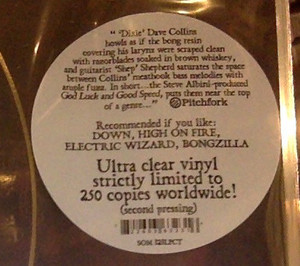 "'Dixie' Dave Collins
howls as if the bong resin
covering his larynx were scraped clean
with razorblades soaked in brown whiskey,
and guitarist 'Shep' Shepherd saturates the space
between Collins' meathook bass melodies with
ample fuzz. In short...the Steve Albini-produced
God Luck and Good Speed, puts them near the top
of a genre..." Pitchfork
Recommended if you like:
DOWN, HIGH ON FIRE,
ELECTRIC WIZARD, BONGZILLA
Ultra clear vinyl
strictly limited to
250 copies worldwide!
(second pressing)